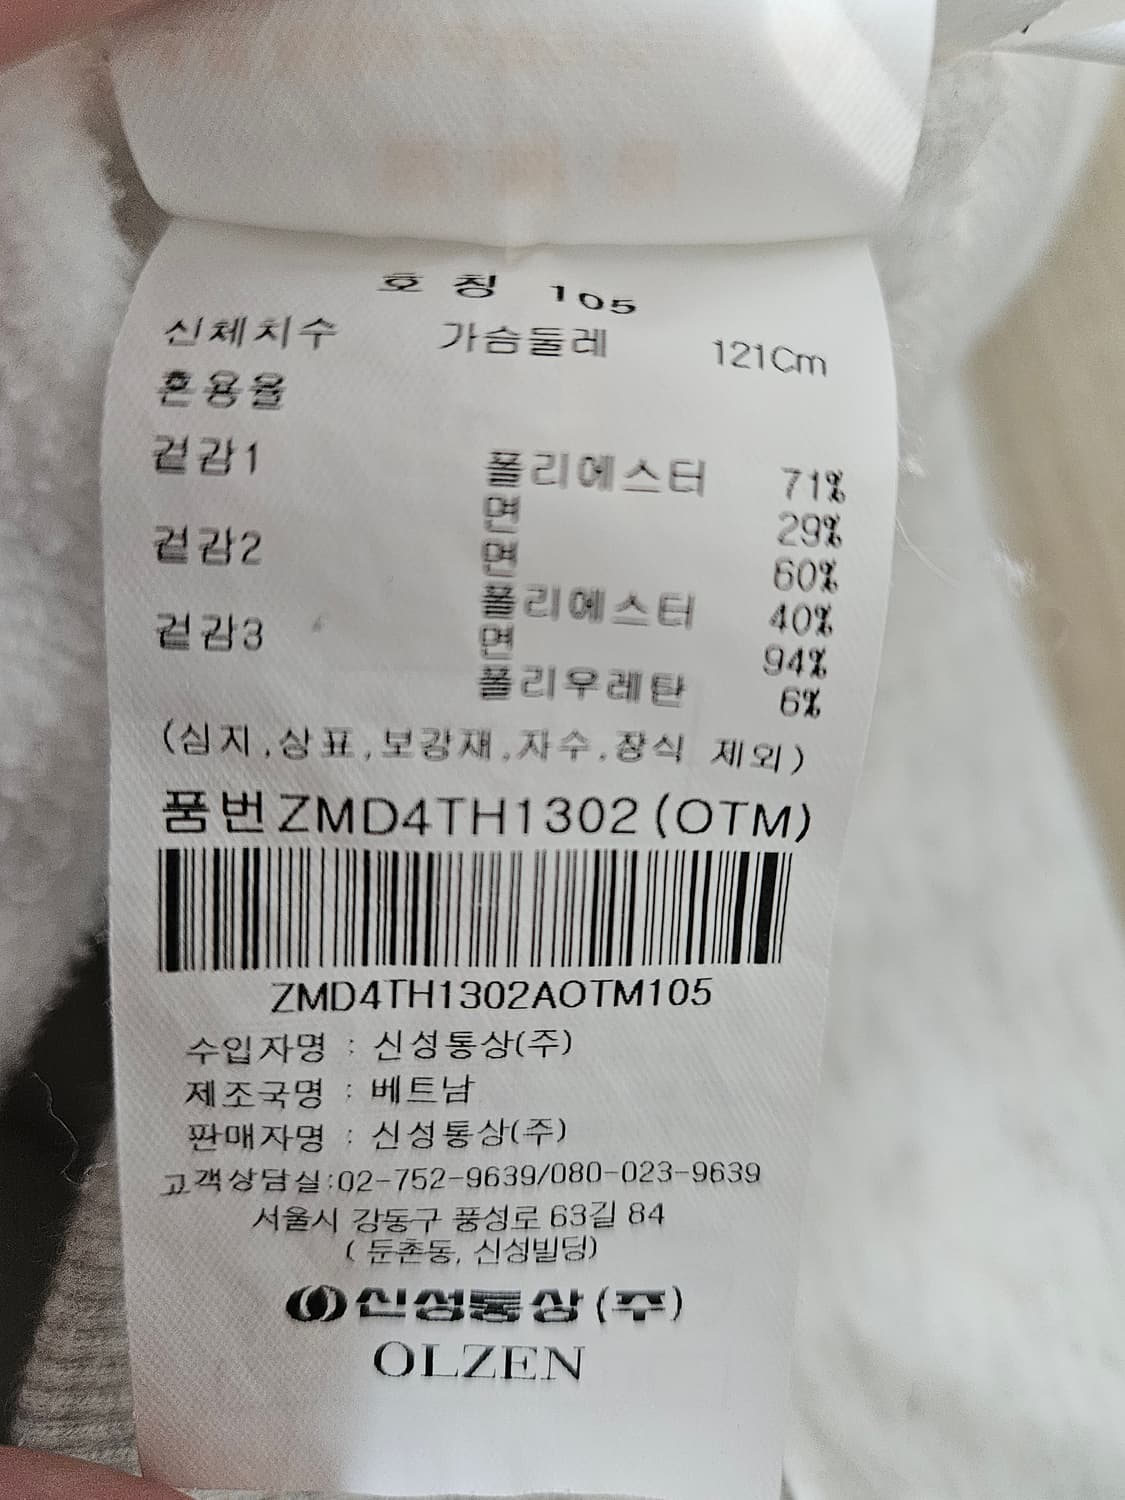 호 칭 105
신체치수 가슴둘레 121Cm
혼용율
겉감1 폴리에스터 71%
면 29%
겉감2 면 60%
폴리에스터 40%
겉감3 면 94%
폴리우레탄 6%
(심지,상표,보강재,자수,장식 제외)
품번ZMD4TH1302(OTM)
ZMD4TH1302AOTM105
수입자명 : 신성통상(주)
제조국명 : 베트남
판매자명 : 신성통상(주)
고객상담실:02-752-9639/080-023-9639
서울시 강동구 풍성로 63길 84
( 둔촌동, 신성빌딩)
신성통상(주)
OLZEN